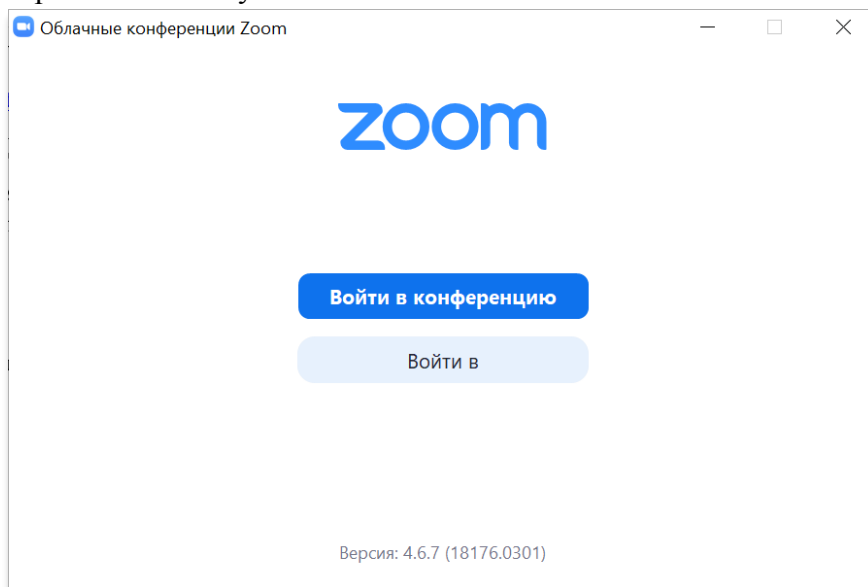 Облачные конференции Zoom
zoom
Войти в конференцию
Войти в
Версия: 4.6.7 (18176.0301)